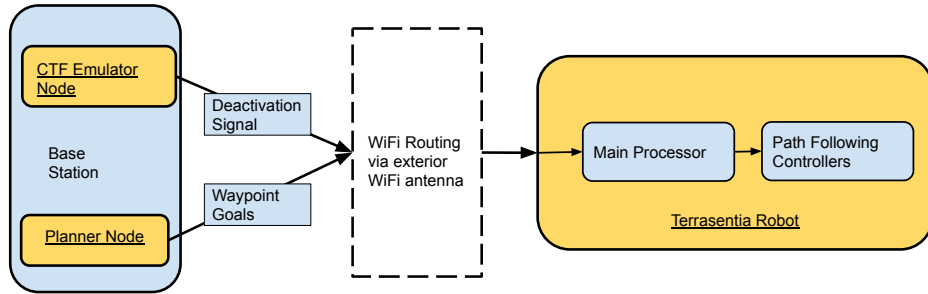 CTF Emulator
Node
Base
Station
Planner Node
Deactivation
Signal
Waypoint
Goals
WiFi Routing
via exterior
WiFi antenna
Main Processor
Path Following
Controllers
Terrasentia Robot